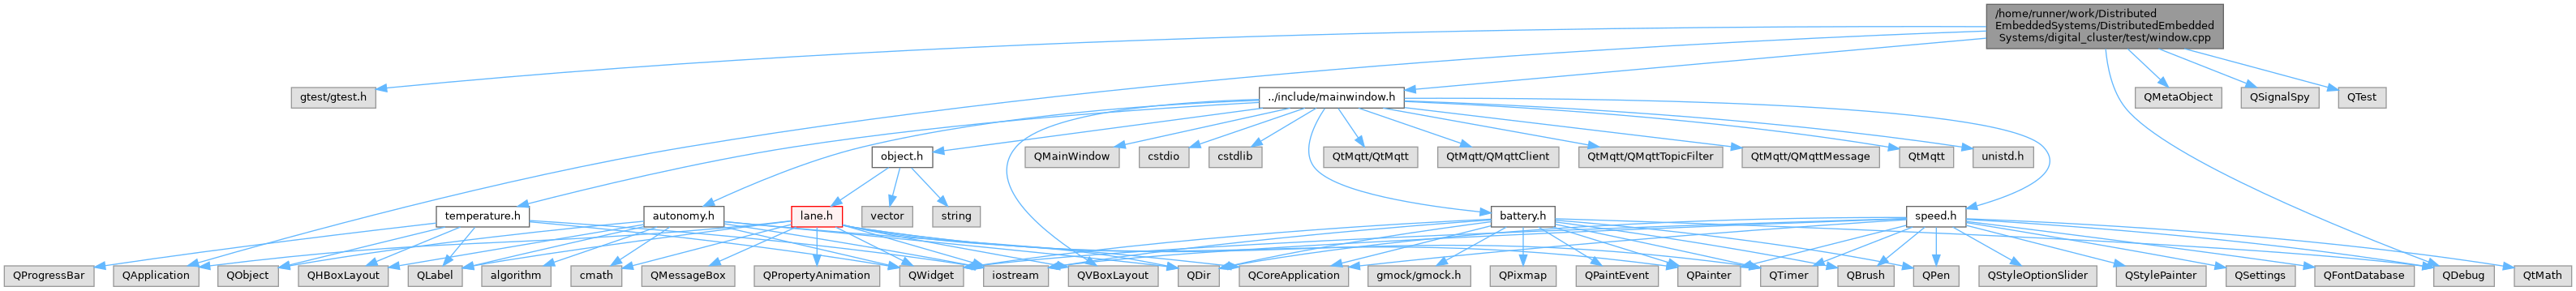 /home/runner/work/Distributed
EmbeddedSystems/DistributedEmbedded
Systems/digital_cluster/test/window.cpp
gtest/gtest.h
../include/mainwindow.h
QMetaObject
QSignalSpy
QTest
object.h
QMainWindow
cstdio
cstdlib
QtMqtt/QtMqtt
QtMqtt/QMqttClient
QtMqtt/QMqttTopicFilter
QtMqtt/QMqttMessage
QtMqtt
unistd.h
temperature.h
autonomy.h
lane.h
vector
string
battery.h
speed.h
QProgressBar
QApplication
QObject
QHBoxLayout
QLabel
algorithm
cmath
QMessageBox
QPropertyAnimation
QWidget
iostream
QVBoxLayout
QDir
QCoreApplication
gmock/gmock.h
QPixmap
QPaintEvent
QPainter
QTimer
QBrush
QPen
QStyleOptionSlider
QStylePainter
QSettings
QFontDatabase
QDebug
QtMath